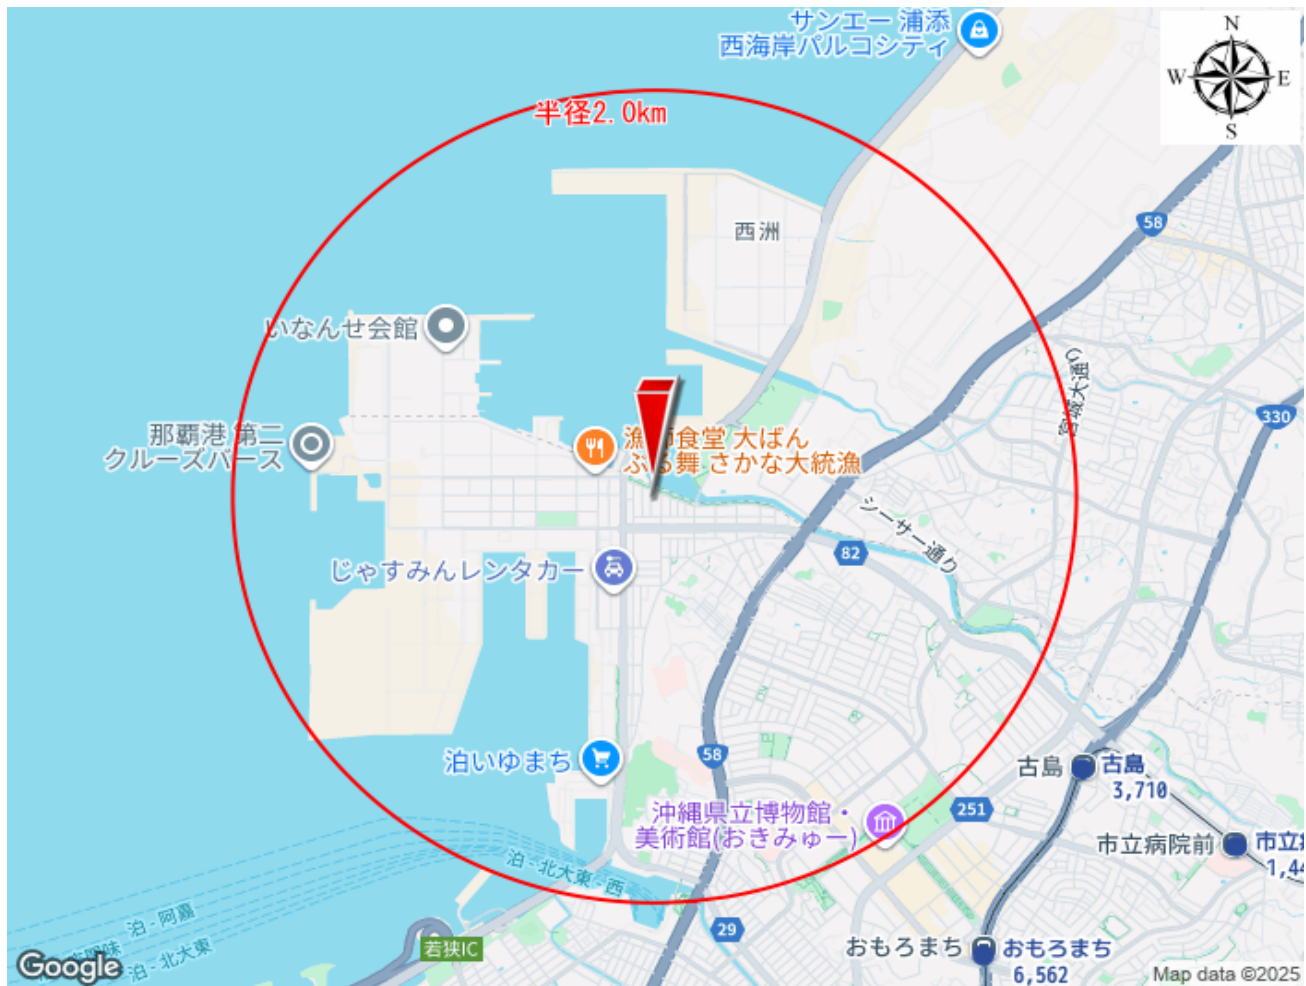 サンエー 浦添
西海岸パルコシティ
N
W
E
S
半径2.0km
西洲
58
いなんせ会館
宮城大通り
330
那覇港 第二
クルーズバース
漁師食堂 大ばん
ぶる舞 さかな大統漁
シーサー通り
82
じゃすみんレンタカー
58
泊いゆまち
古島
古島
3,710
251
沖縄県立博物館・
美術館(おきみゅー)
市立病院前
泊-北大東-西
泊-阿嘉
泊-北大東
29
若狭IC
おもろまち
おもろまち
6,562
Google
Map data ©2025